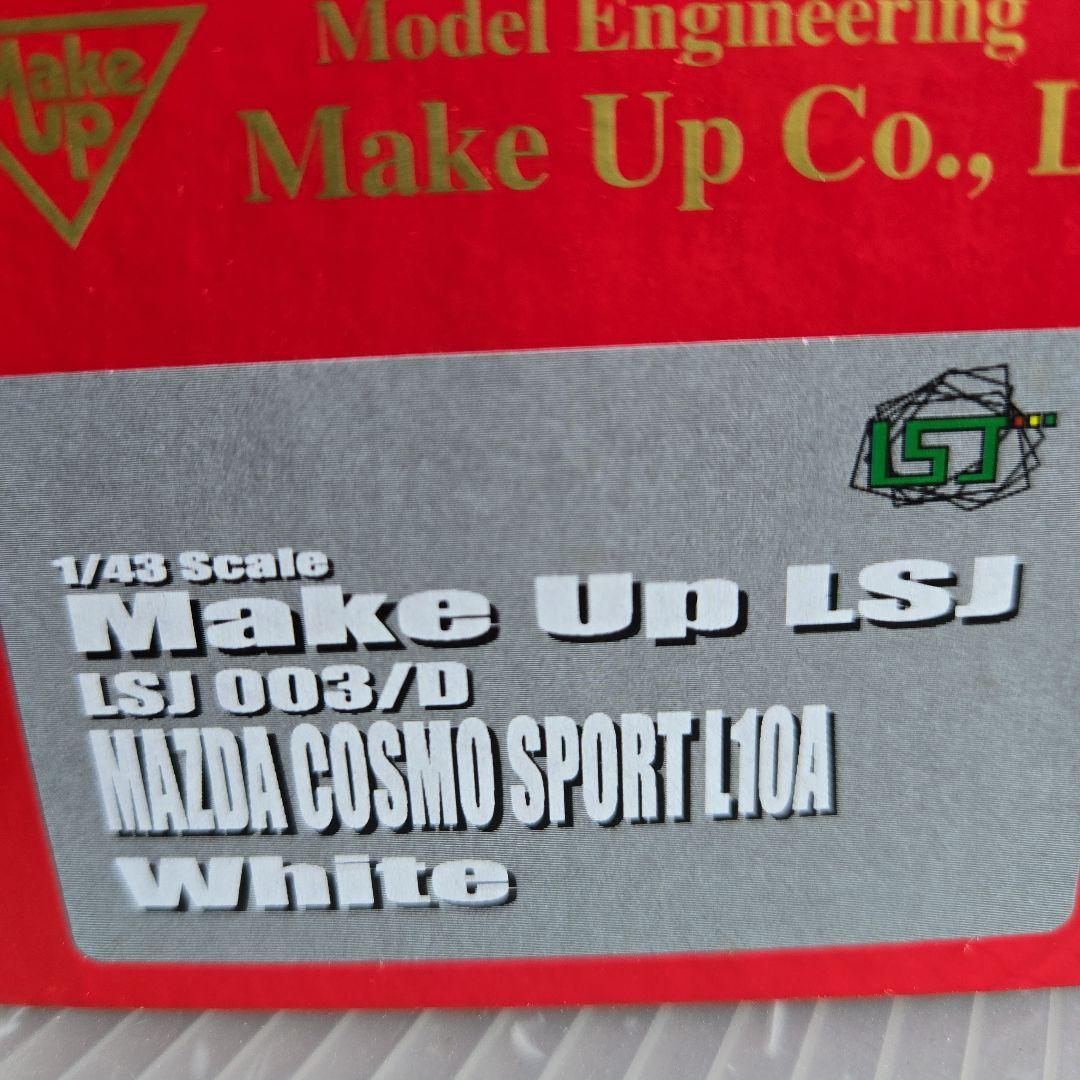 Make
Up
Model Engineering
Make Up Co., L
LSJ
1/43 Scale
Make Up LSJ
LSJ 003/D
MAZDA COSMO SPORT L10A
White